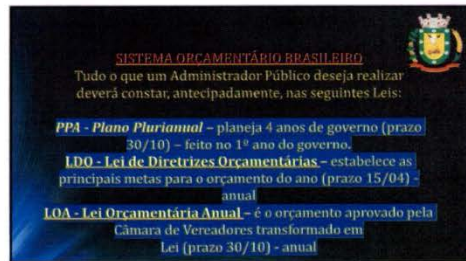 SISTEMA ORÇAMENTÁRIO BRASILEIRO
Tudo o que um Administrador Público deseja realizar
deverá constar, antecipadamente, nas seguintes Leis:
PPA - Plano Plurianual – planeja 4 anos de governo (prazo
30/10) – feito no 1º ano do governo.
LDO - Lei de Diretrizes Orçamentárias – estabelece as
principais metas para o orçamento do ano (prazo 15/04) -
anual
LOA - Lei Orçamentária Anual – é o orçamento aprovado pela
Câmara de Vereadores transformado em
Lei (prazo 30/10) - anual